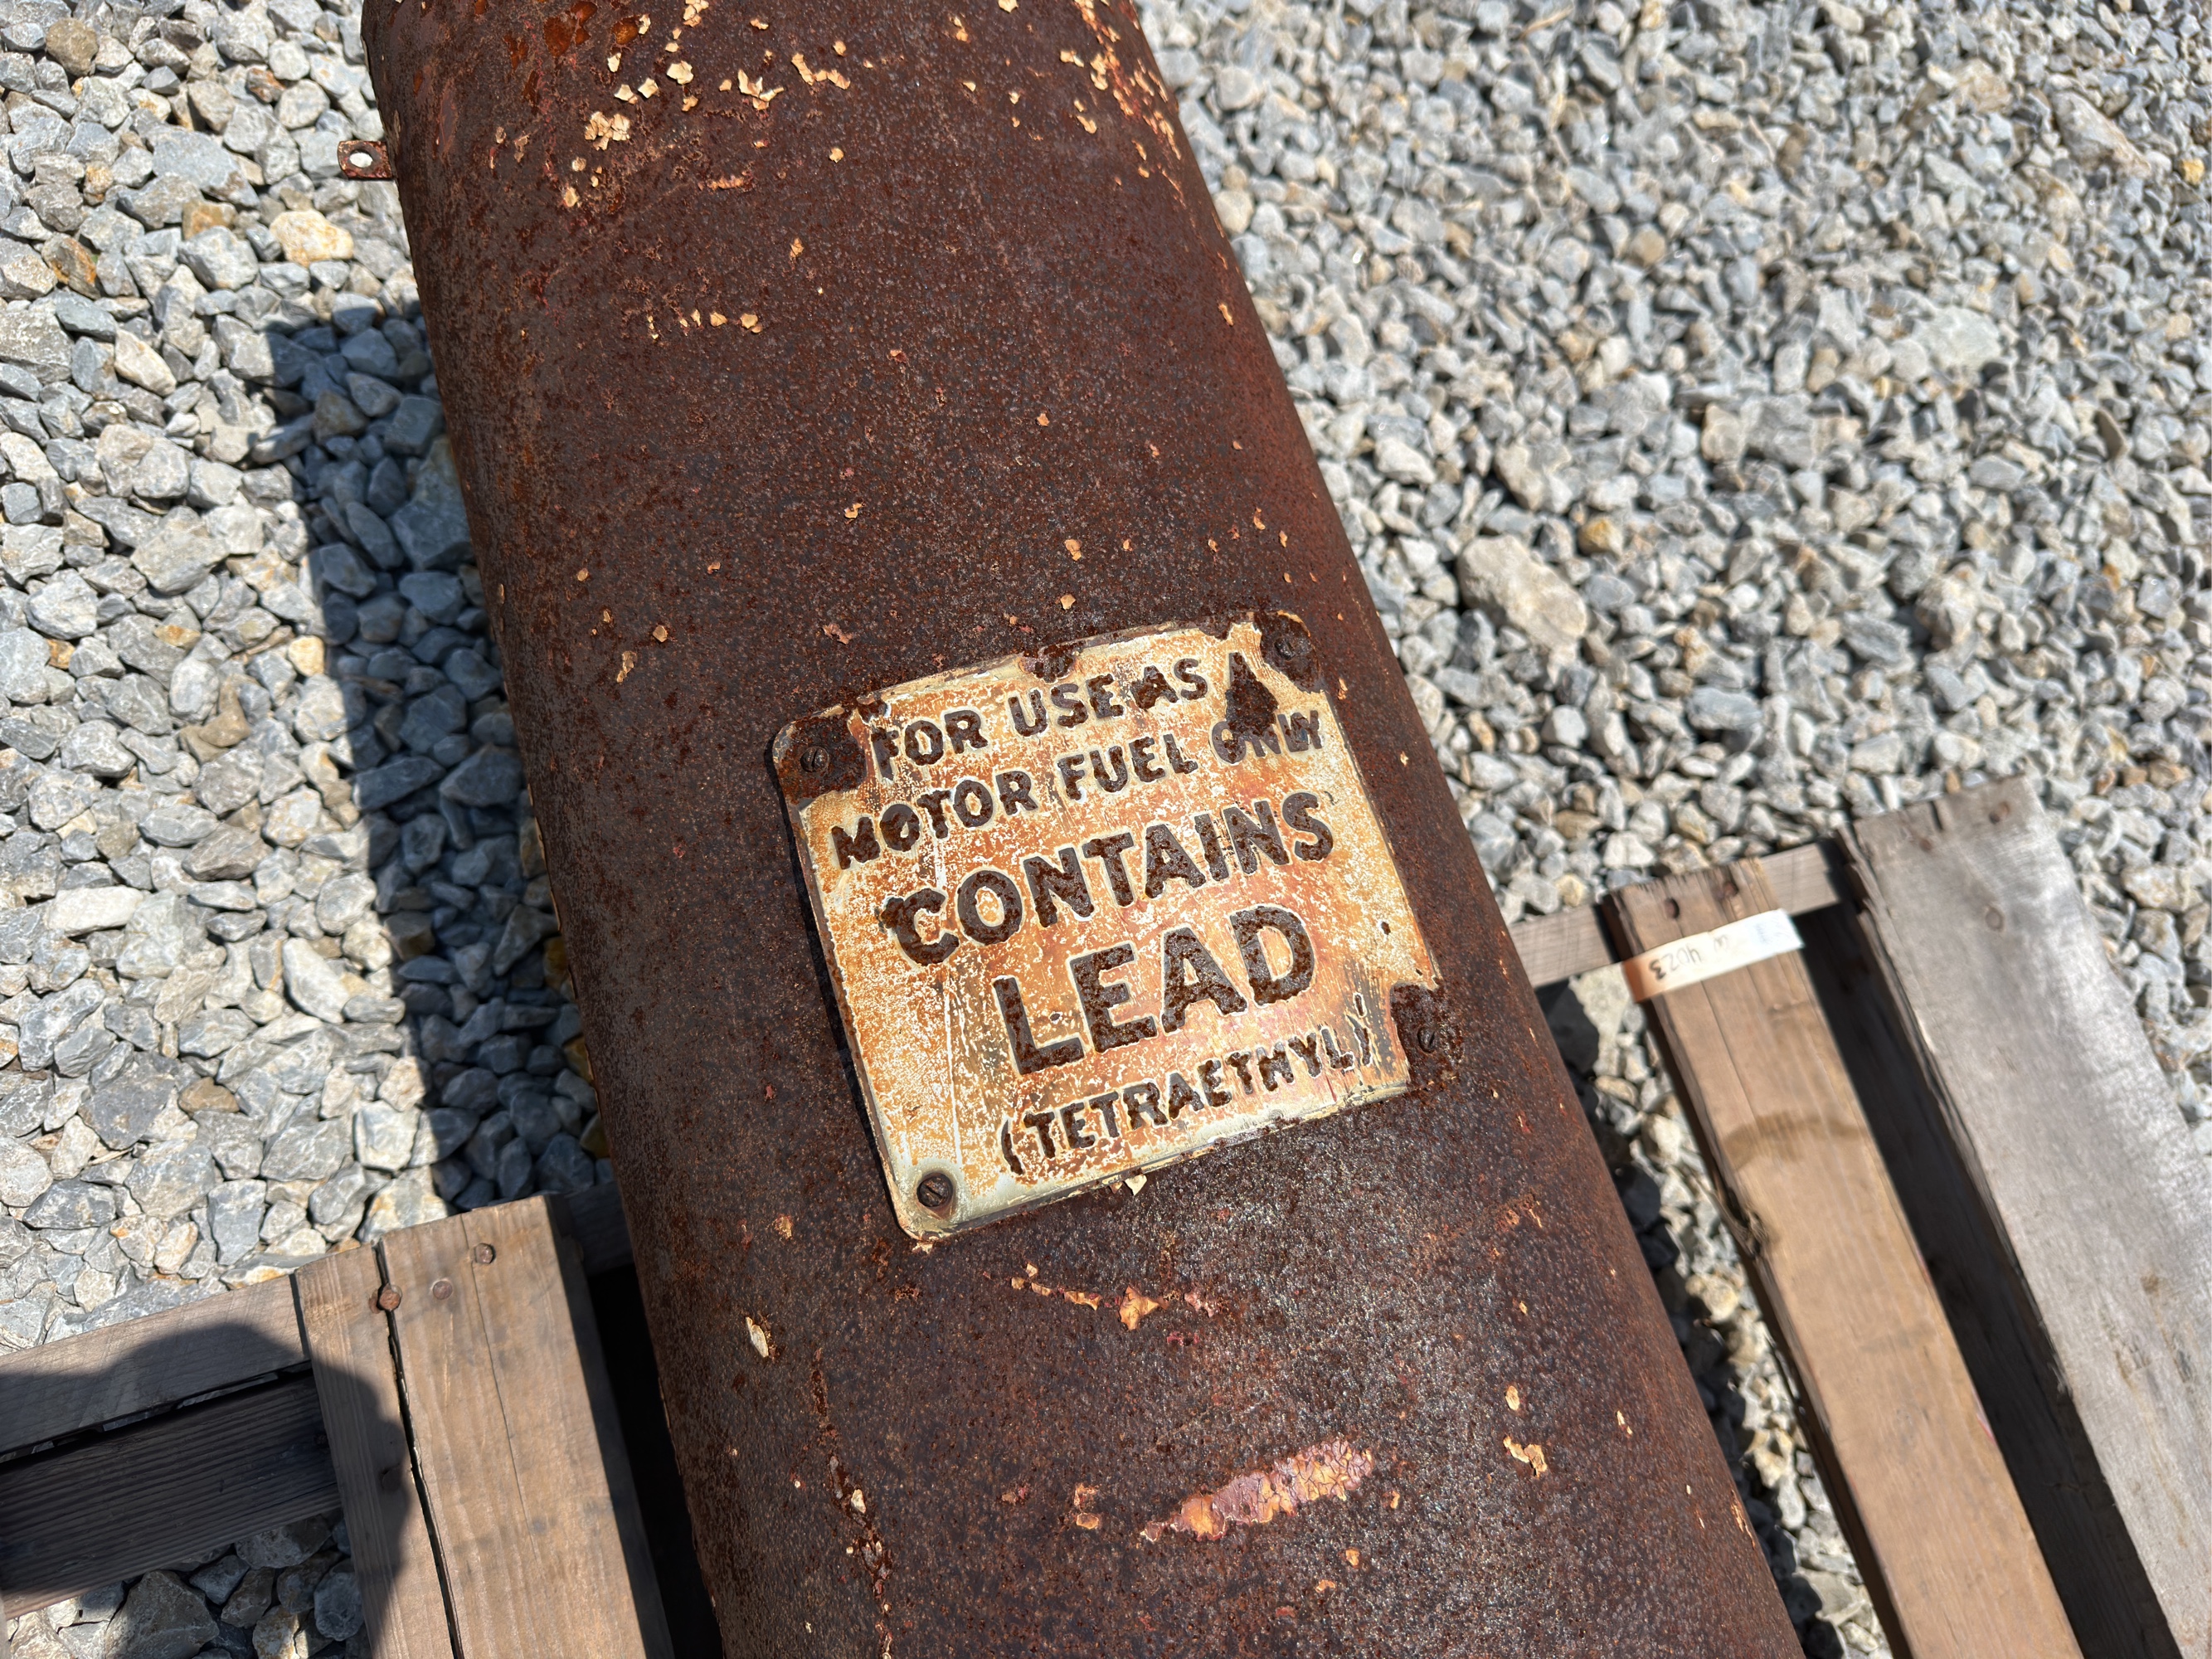 FOR USE AS A
MOTOR FUEL ONLY
CONTAINS
LEAD
(TETRAETHYL)